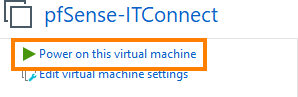 pfSense-ITConnect
Power on this virtual machine
Edit virtual machine settings